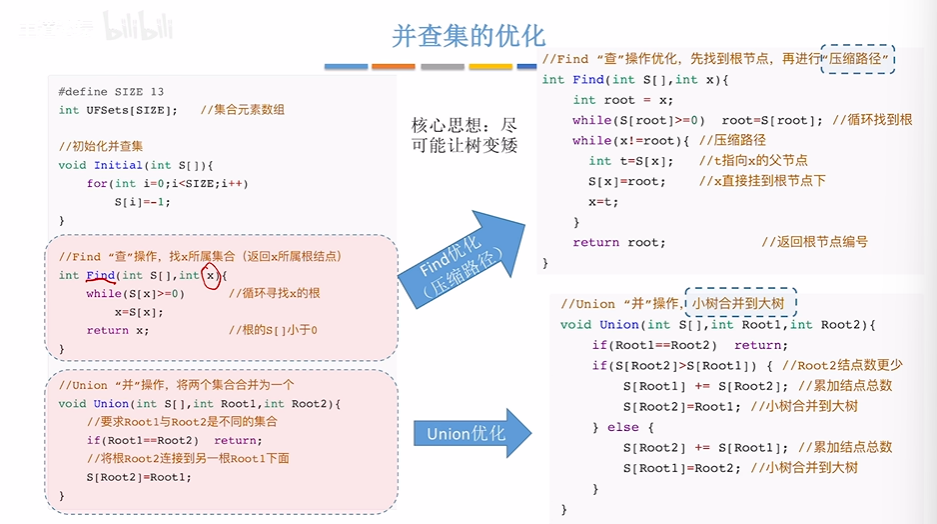 bilibili
并查集的优化
#define SIZE 13
int UFSets[SIZE];   //集合元素数组
//初始化并查集
void Initial(int S[]){
    for(int i=0;i<SIZE;i++)
        S[i]=-1;
}
//Find “查”操作，找x所属集合（返回x所属根结点）
int Find(int S[],int x){
    while(S[x]>=0)      //循环寻找x的根
        x=S[x];
    return x;           //根的S[]小于0
}
//Union “并”操作，将两个集合合并为一个
void Union(int S[],int Root1,int Root2){
    //要求Root1与Root2是不同的集合
    if(Root1==Root2)  return;
    //将根Root2连接到另一根Root1下面
    S[Root2]=Root1;
}
核心思想：尽
可能让树变矮
Find优化
（压缩路径）
Union优化
//Find “查”操作优化，先找到根节点，再进行“压缩路径”
int Find(int S[],int x){
    int root = x;
    while(S[root]>=0)  root=S[root]; //循环找到根
    while(x!=root){ //压缩路径
      int t=S[x];   //t指向x的父节点
      S[x]=root;    //x直接挂到根节点下
      x=t;
    }
    return root;            //返回根节点编号
}
//Union “并”操作，小树合并到大树
void Union(int S[],int Root1,int Root2){
    if(Root1==Root2)  return;
    if(S[Root2]>S[Root1]) { //Root2结点数更少
        S[Root1] += S[Root2]; //累加结点总数
        S[Root2]=Root1; //小树合并到大树
    } else {
        S[Root2] += S[Root1]; //累加结点总数
        S[Root1]=Root2; //小树合并到大树
    }
}